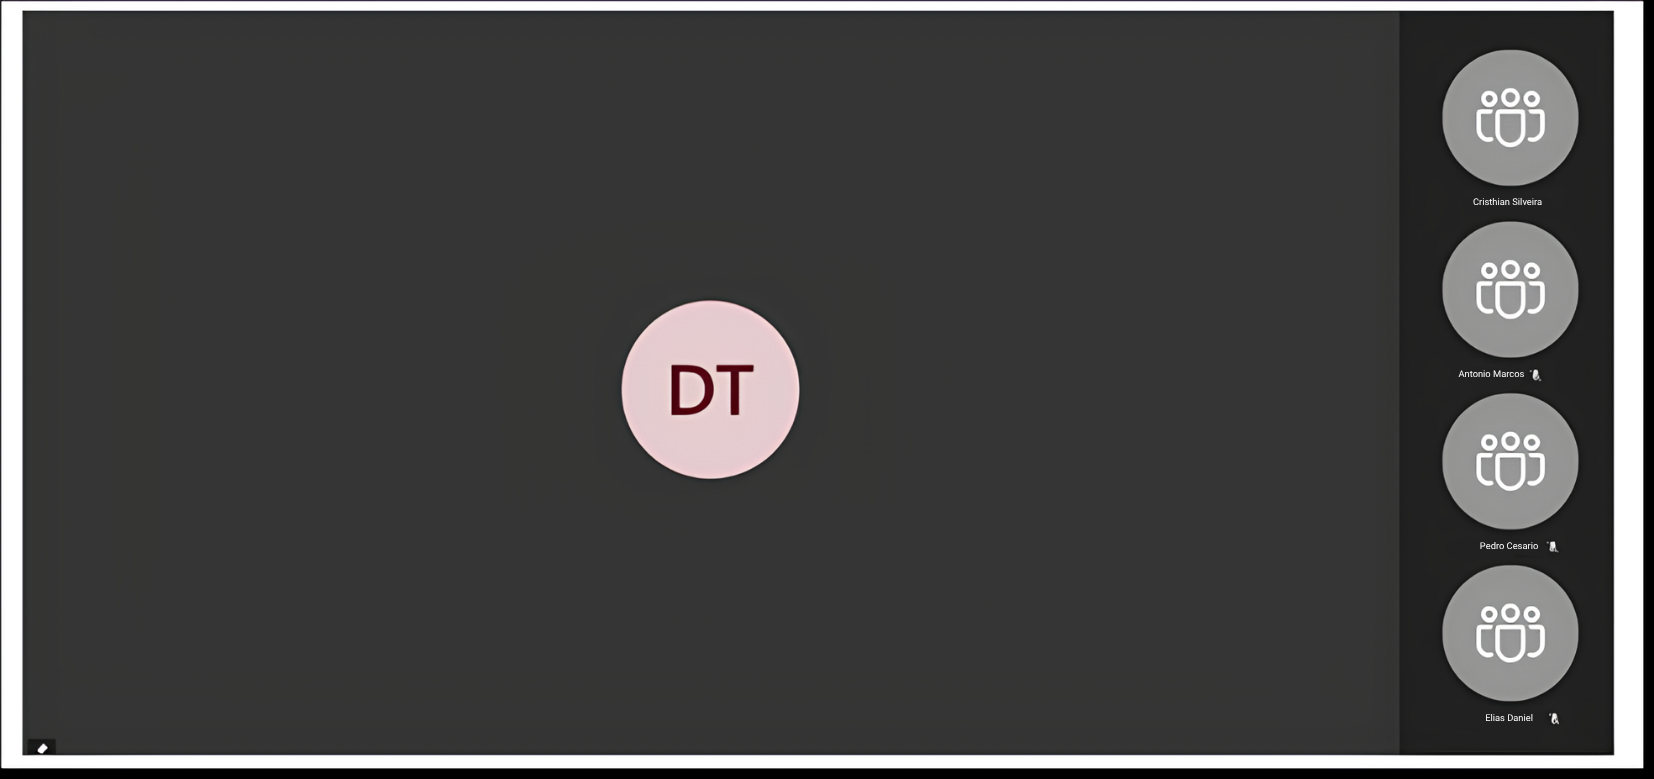 DT
Cristhian Silveira
Antonio Marcos
Pedro Cesario
Elias Daniel